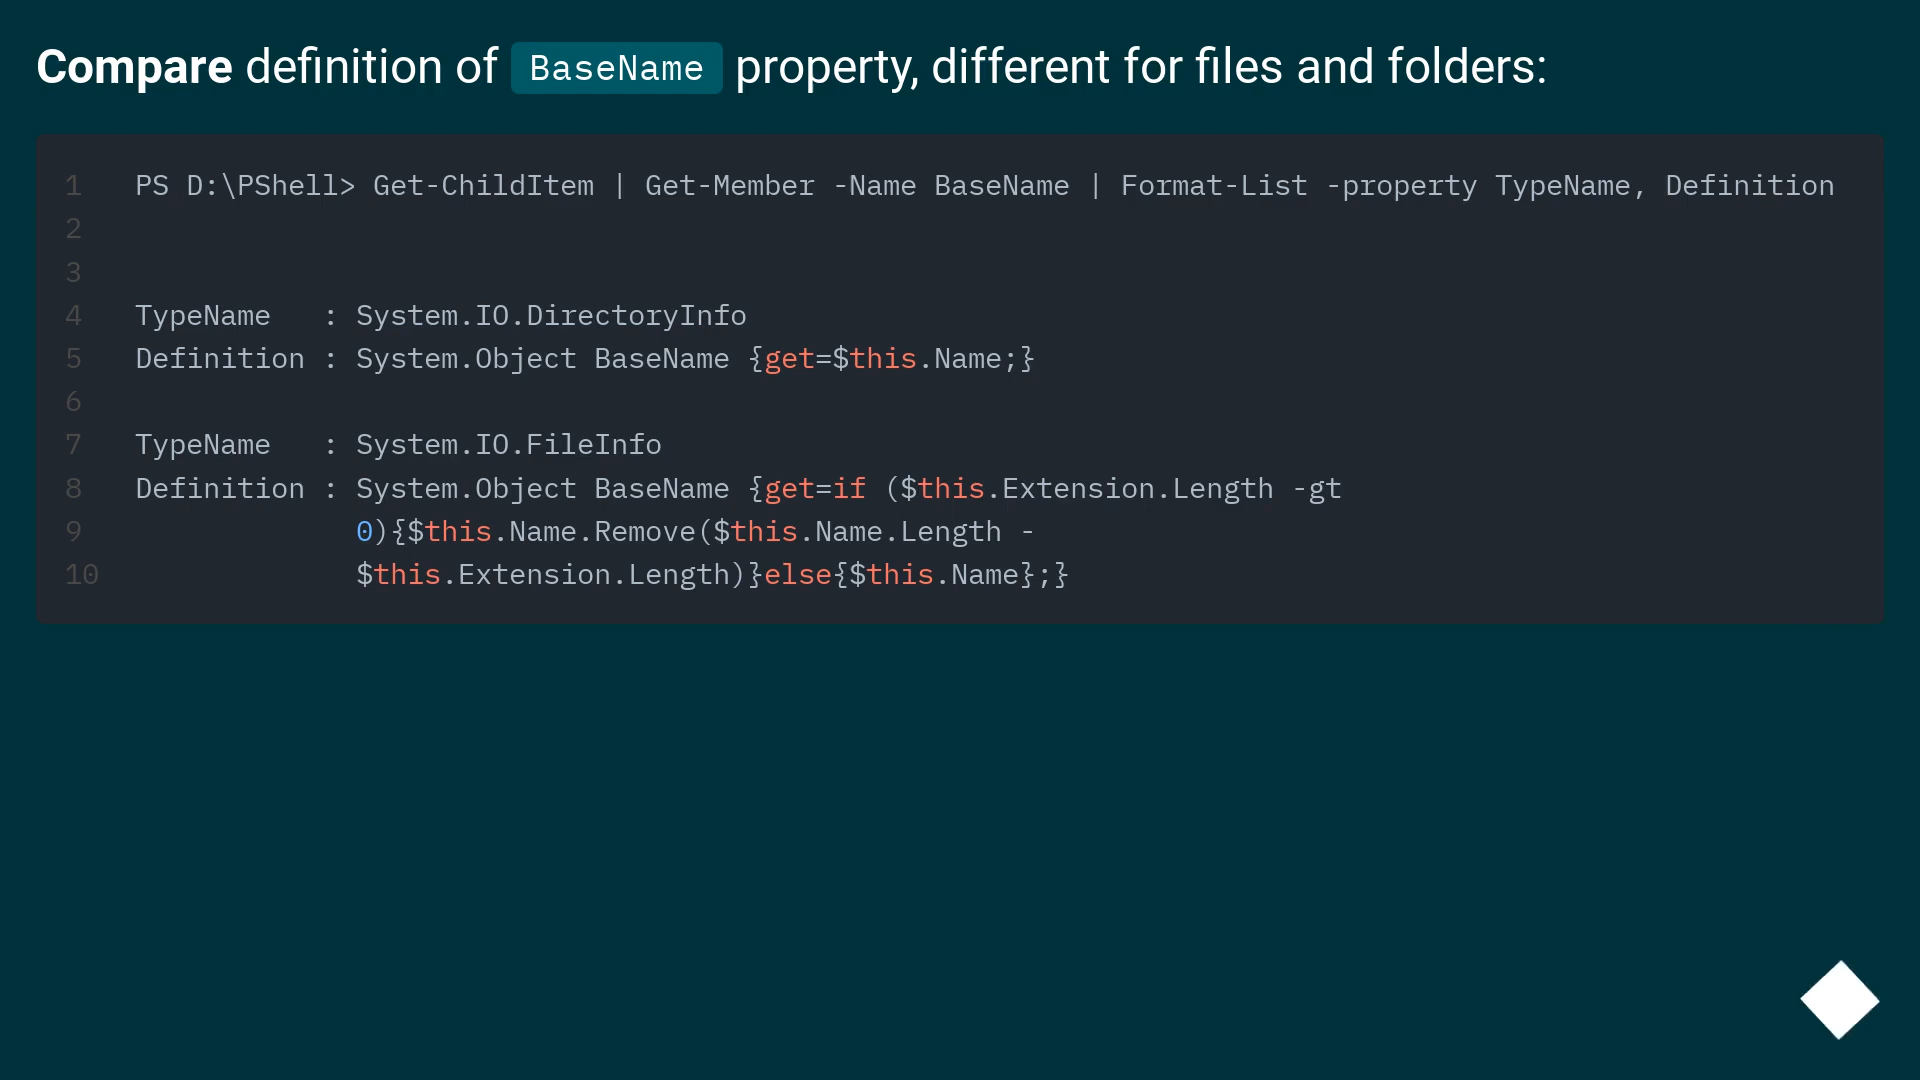 Compare definition of BaseName property, different for files and folders:
1 PS D:\PShell> Get-ChildItem | Get-Member -Name BaseName | Format-List -property TypeName, Definition
2
3
4 TypeName   : System.IO.DirectoryInfo
5 Definition : System.Object BaseName {get=$this.Name;}
6
7 TypeName   : System.IO.FileInfo
8 Definition : System.Object BaseName {get=if ($this.Extension.Length -gt
9              0){$this.Name.Remove($this.Name.Length -
10             $this.Extension.Length)}else{$this.Name};}